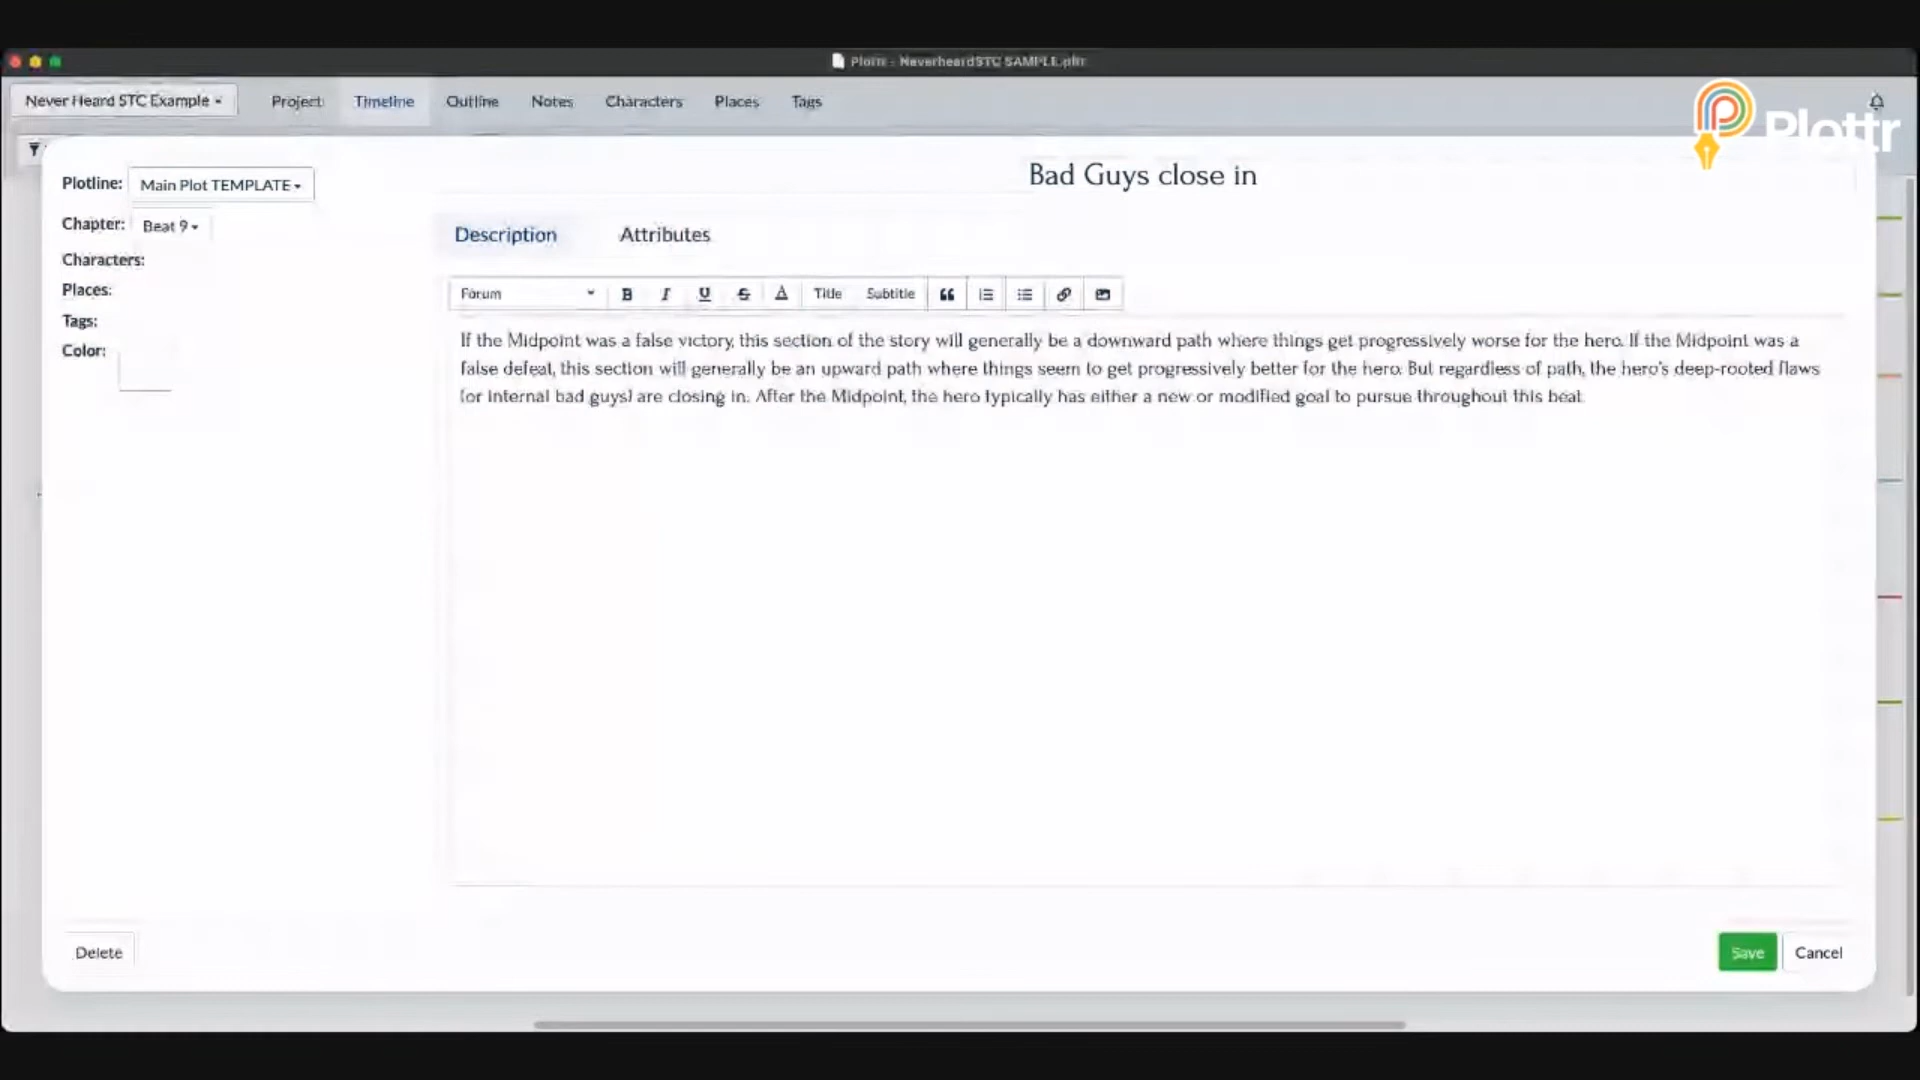 Plottr - NeverheardSTC SAMPLE.pltr
Never Heard STC Example
Project
Timeline
Outline
Notes
Characters
Places
Tags
Plottr
Plotline: Main Plot TEMPLATE
Bad Guys close in
Chapter: Beat 9
Description
Attributes
Characters:
Places:
Tags:
Color:
Forum
B I U S A Title Subtitle
If the Midpoint was a false victory, this section of the story will generally be a downward path where things get progressively worse for the hero. If the Midpoint was a
false defeat, this section will generally be an upward path where things seem to get progressively better for the hero. But regardless of path, the hero's deep-rooted flaws
(or internal bad guys) are closing in. After the Midpoint, the hero typically has either a new or modified goal to pursue throughout this beat.
Delete
Save
Cancel